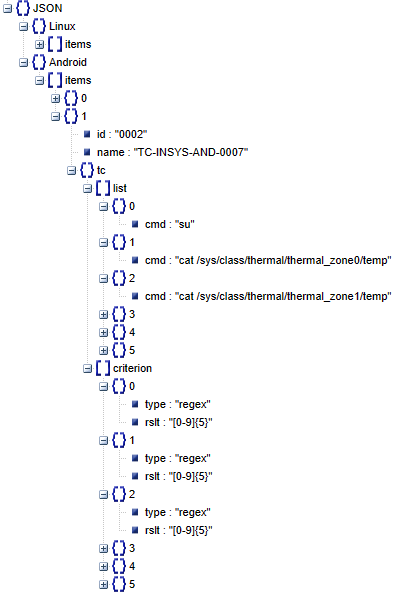 JSON
Linux
items
Android
items
0
1
id : "0002"
name : "TC-INSYS-AND-0007"
tc
list
0
cmd : "su"
1
cmd : "cat /sys/class/thermal/thermal_zone0/temp"
2
cmd : "cat /sys/class/thermal/thermal_zone1/temp"
3
4
5
criterion
0
type : "regex"
rslt : "[0-9]{5}"
1
type : "regex"
rslt : "[0-9]{5}"
2
type : "regex"
rslt : "[0-9]{5}"
3
4
5